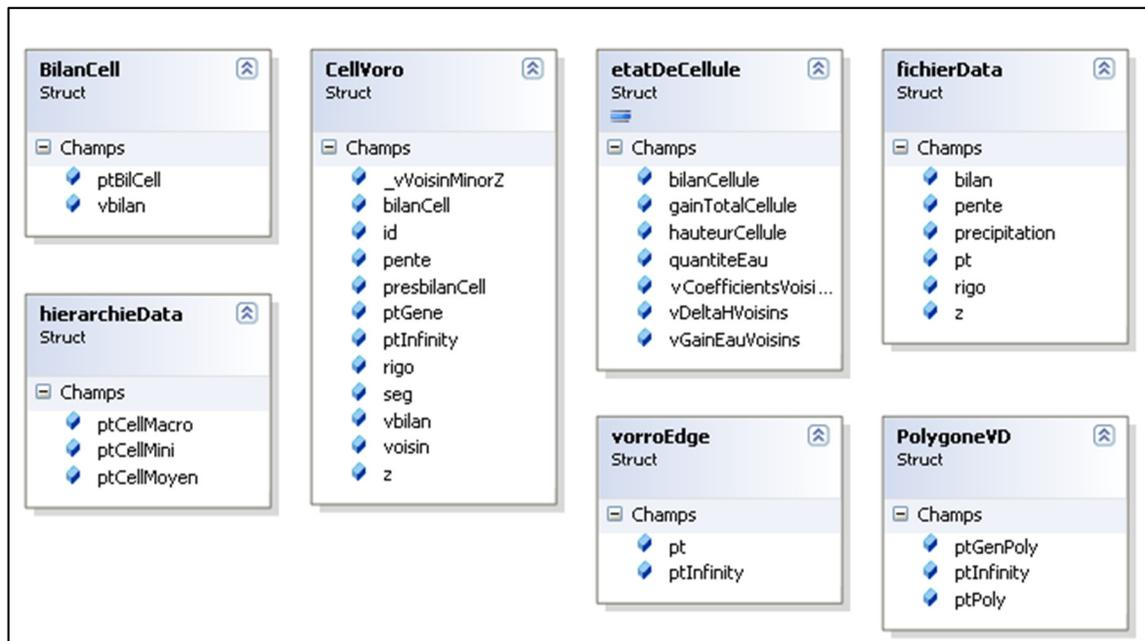 BilanCell
Struct
Champs
ptBilCell
vbilan
hierarchieData
Struct
Champs
ptCellMacro
ptCellMini
ptCellMoyen
CellVoro
Struct
Champs
_vVoisinMinorZ
bilanCell
id
pente
presbilanCell
ptGene
ptInfinity
rigo
seg
vbilan
voisin
z
etatDeCellule
Struct
Champs
bilanCellule
gainTotalCellule
hauteurCellule
quantiteEau
vCoefficientsVoisi...
vDeltaHVoisins
vGainEauVoisins
vorroEdge
Struct
Champs
pt
ptInfinity
fichierData
Struct
Champs
bilan
pente
precipitation
pt
rigo
z
PolygoneVD
Struct
Champs
ptGenPoly
ptInfinity
ptPoly